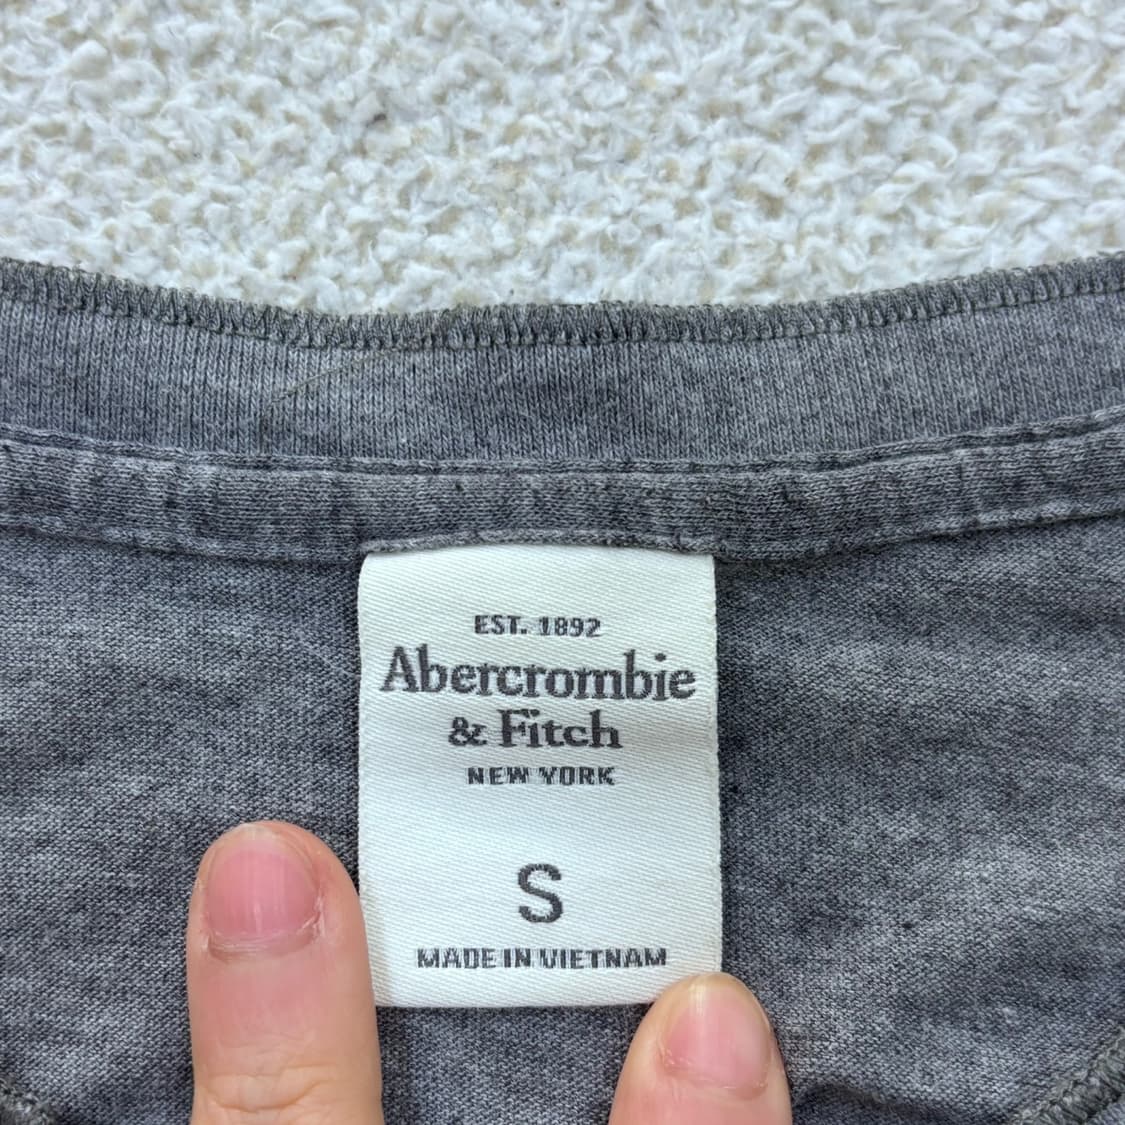 EST. 1892
Abercrombie
& Fitch
NEW YORK
S
MADE IN VIETNAM